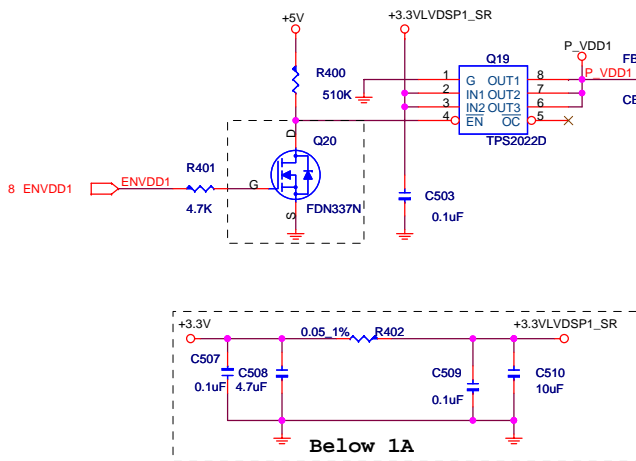 +5V
+3.3VLVDSP1_SR
Q19
P_VDD1
FB
P_VDD1
R400
510K
1 G OUT1 8
2 IN1 OUT2 7
3 IN2 OUT3 6
4 EN OC 5
CB
TPS2022D
D
Q20
R401
8 ENVDD1 ENVDD1
G
4.7K
S
FDN337N
C503
0.1uF
+3.3V
0.05_1% R402
+3.3VLVDSP1_SR
C507
0.1uF
C508
4.7uF
C509
0.1uF
C510
10uF
Below 1A